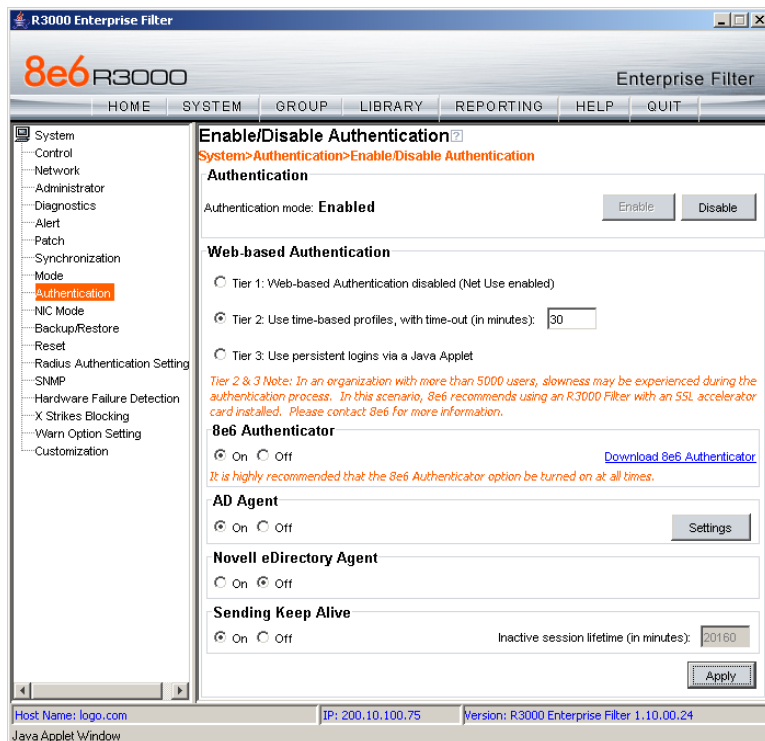 R3000 Enterprise Filter
8e6 R3000
Enterprise Filter
HOME SYSTEM GROUP LIBRARY REPORTING HELP QUIT
System
Control
Network
Administrator
Diagnostics
Alert
Patch
Synchronization
Mode
Authentication
NIC Mode
Backup/Restore
Reset
Radius Authentication Setting
SNMP
Hardware Failure Detection
X Strikes Blocking
Warn Option Setting
Customization
Enable/Disable Authentication ?
System>Authentication>Enable/Disable Authentication
Authentication
Authentication mode: Enabled
Enable Disable
Web-based Authentication
Tier 1: Web-based Authentication disabled (Net Use enabled)
Tier 2: Use time-based profiles, with time-out (in minutes): 30
Tier 3: Use persistent logins via a Java Applet
Tier 2 & 3 Note: In an organization with more than 5000 users, slowness may be experienced during the
authentication process. In this scenario, 8e6 recommends using an R3000 Filter with an SSL accelerator
card installed. Please contact 8e6 for more information.
8e6 Authenticator
On Off Download 8e6 Authenticator
It is highly recommended that the 8e6 Authenticator option be turned on at all times.
AD Agent
On Off Settings
Novell eDirectory Agent
On Off
Sending Keep Alive
On Off Inactive session lifetime (in minutes): 20160
Apply
Host Name: logo.com IP: 200.10.100.75 Version: R3000 Enterprise Filter 1.10.00.24
Java Applet Window